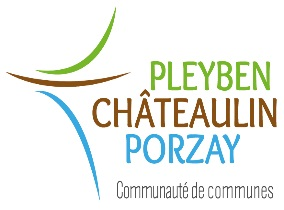 PLEYBEN
CHÂTEAULIN
PORZAY
Communauté de communes